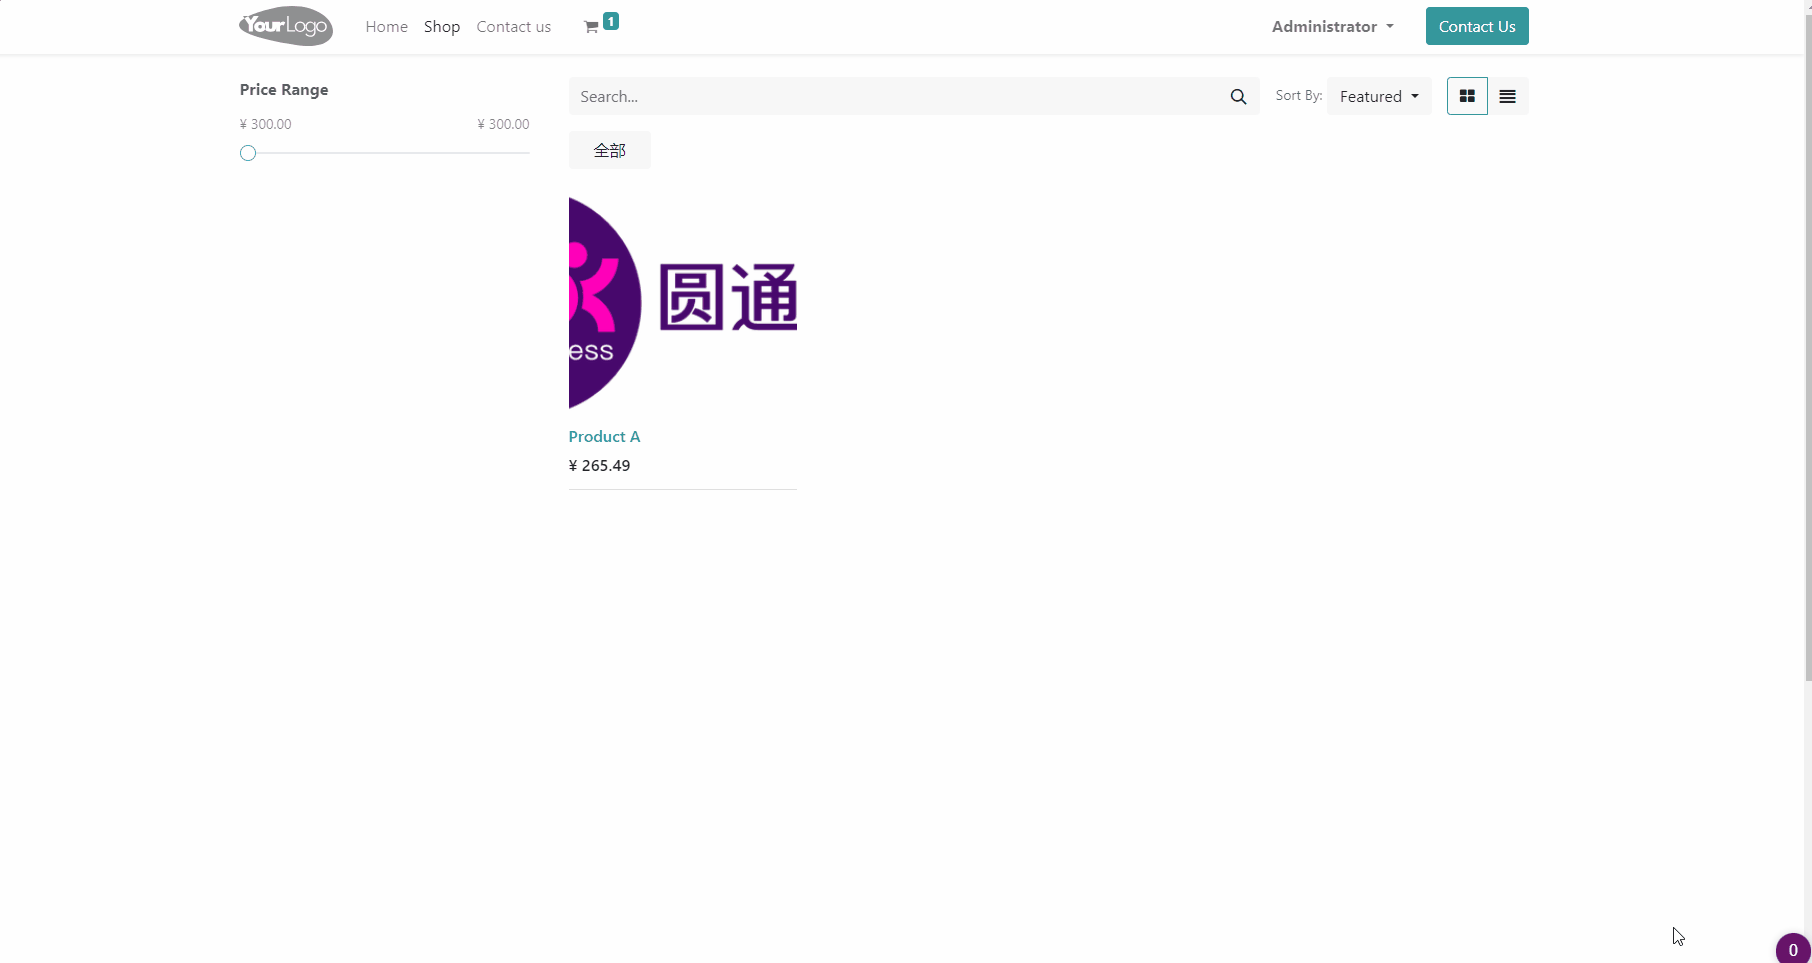 YourLogo Home Shop Contact us 1 Administrator Contact Us
Price Range
¥ 300.00 ¥ 300.00
Search... Sort By: Featured
全部
圆通
ess
Product A
¥ 265.49
0